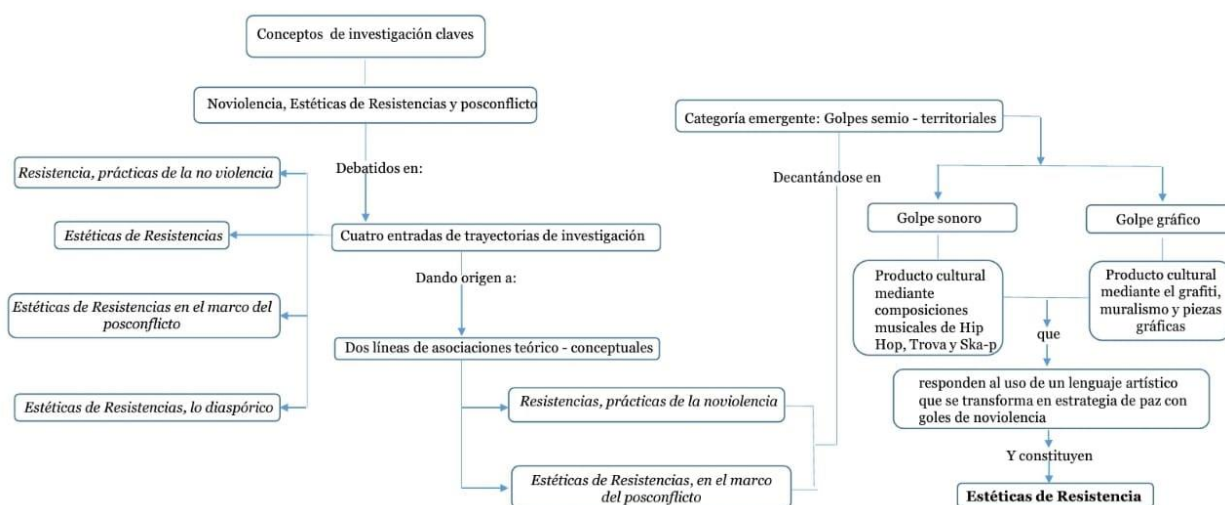 Conceptos de investigación claves
Noviolencia, Estéticas de Resistencias y posconflicto
Debatidos en:
Resistencia, prácticas de la no violencia
Estéticas de Resistencias
Cuatro entradas de trayectorias de investigación
Estéticas de Resistencias en el marco del
posconflicto
Estéticas de Resistencias, lo diaspórico
Dando origen a:
Dos líneas de asociaciones teórico - conceptuales
Resistencias, prácticas de la noviolencia
Estéticas de Resistencias, en el marco
del posconflicto
Decantándose en
Categoría emergente: Golpes semio - territoriales
Golpe sonoro
Golpe gráfico
Producto cultural
mediante
composiciones
musicales de Hip
Hop, Trova y Ska-p
Producto cultural
mediante el grafiti,
muralismo y piezas
gráficas
que
responden al uso de un lenguaje artístico
que se transforma en estrategia de paz con
goles de noviolencia
Y constituyen
Estéticas de Resistencia